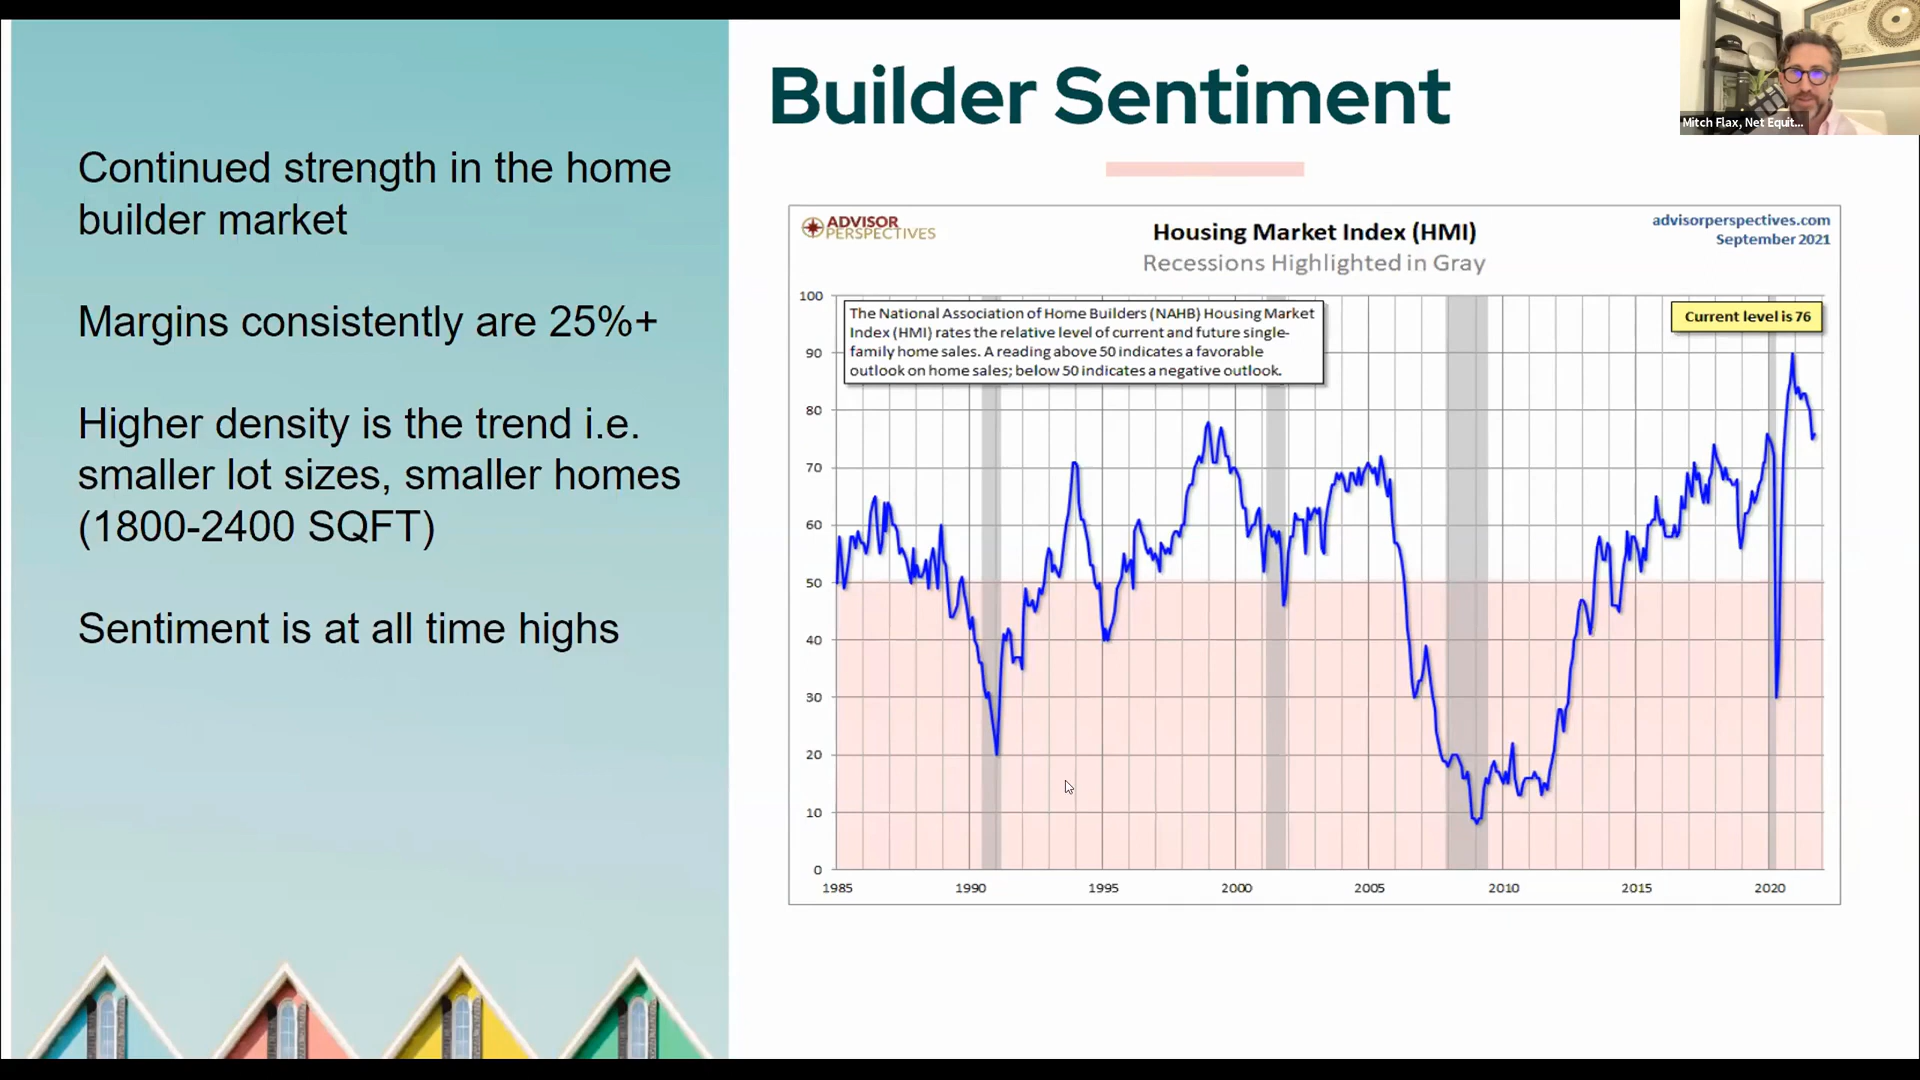 Continued strength in the home
builder market
Margins consistently are 25%+
Higher density is the trend i.e.
smaller lot sizes, smaller homes
(1800-2400 SQFT)
Sentiment is at all time highs
Builder Sentiment
Mitch Flax, Net Equit...
ADVISOR
PERSPECTIVES
Housing Market Index (HMI)
Recessions Highlighted in Gray
advisorperspectives.com
September 2021
The National Association of Home Builders (NAHB) Housing Market
Index (HMI) rates the relative level of current and future single-
family home sales. A reading above 50 indicates a favorable
outlook on home sales; below 50 indicates a negative outlook.
Current level is 76
100
90
80
70
60
50
40
30
20
10
0
1985 1990 1995 2000 2005 2010 2015 2020